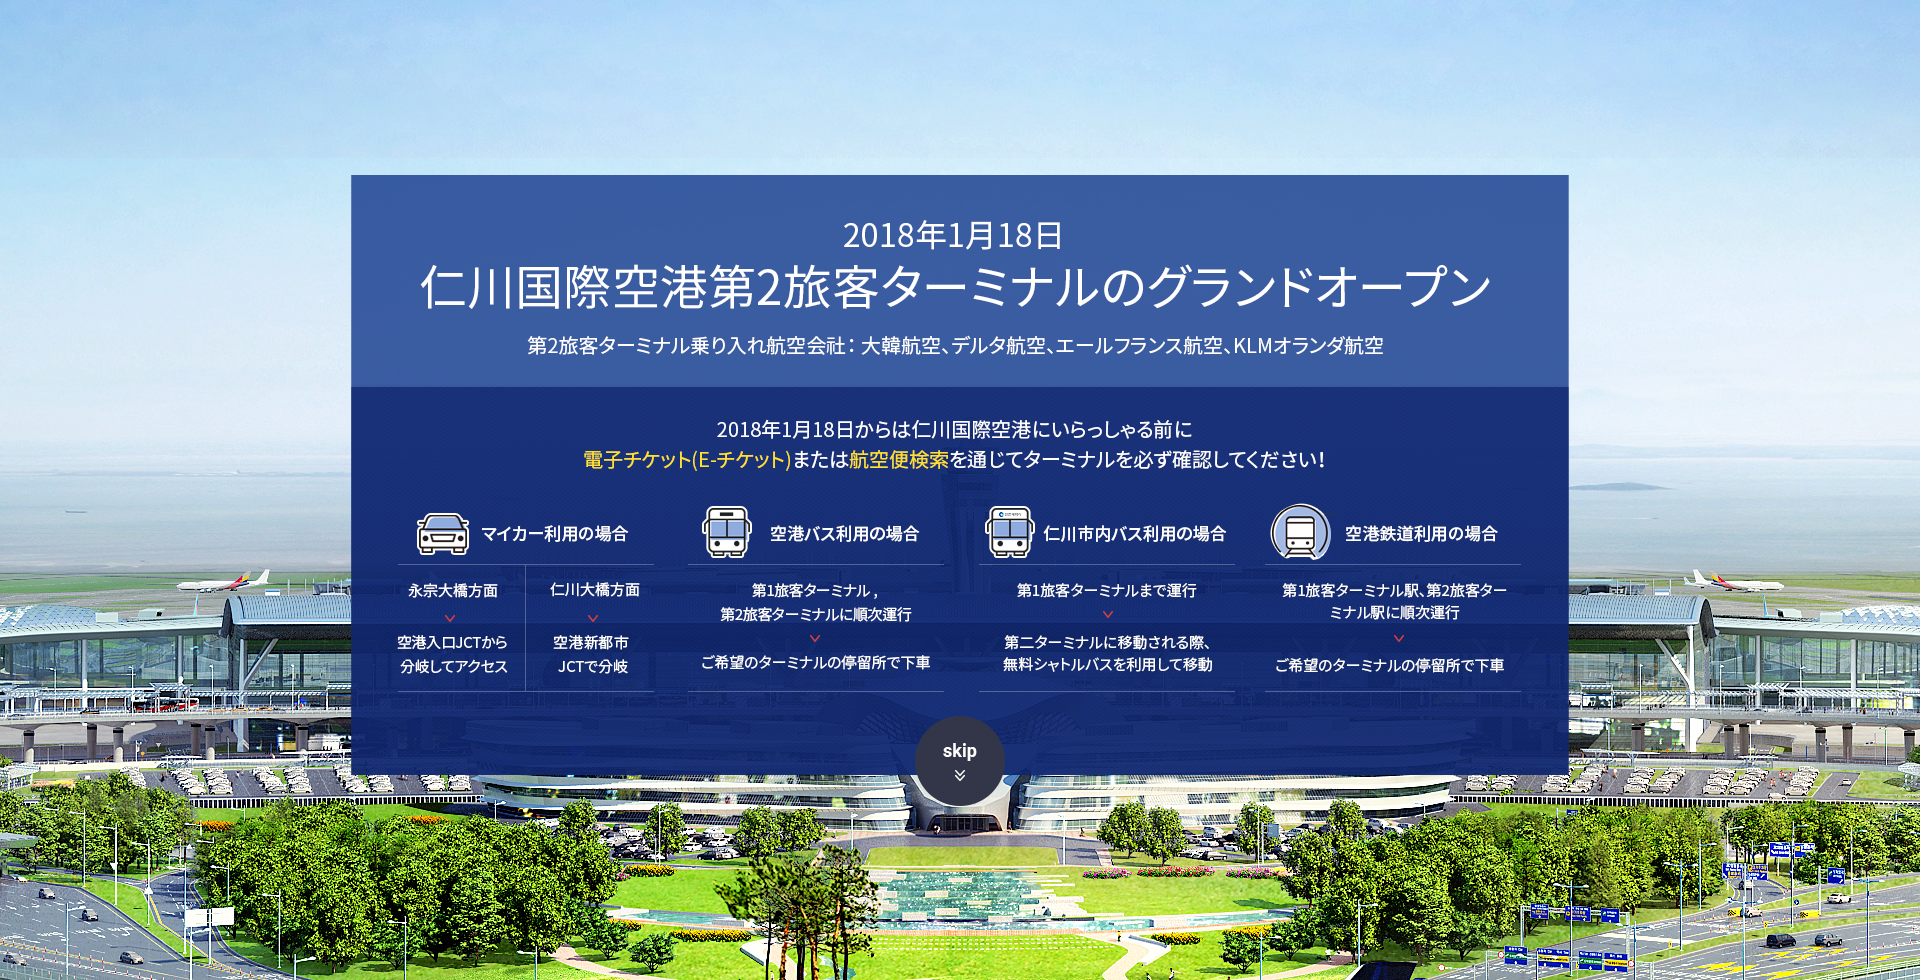 2018年1月18日
仁川国際空港第2旅客ターミナルのグランドオープン
第2旅客ターミナル乗り入れ航空会社： 大韓航空、デルタ航空、エールフランス航空、KLMオランダ航空
2018年1月18日からは仁川国際空港にいらっしゃる前に
電子チケット(E-チケット)または航空便検索を通じてターミナルを必ず確認してください！
マイカー利用の場合
永宗大橋方面
空港入口JCTから
分岐してアクセス
仁川大橋方面
空港新都市
JCTで分岐
空港バス利用の場合
第1旅客ターミナル ,
第2旅客ターミナルに順次運行
ご希望のターミナルの停留所で下車
仁川市内バス利用の場合
第1旅客ターミナルまで運行
第二ターミナルに移動される際、
無料シャトルバスを利用して移動
空港鉄道利用の場合
第1旅客ターミナル駅、第2旅客ター
ミナル駅に順次運行
ご希望のターミナルの停留所で下車
skip